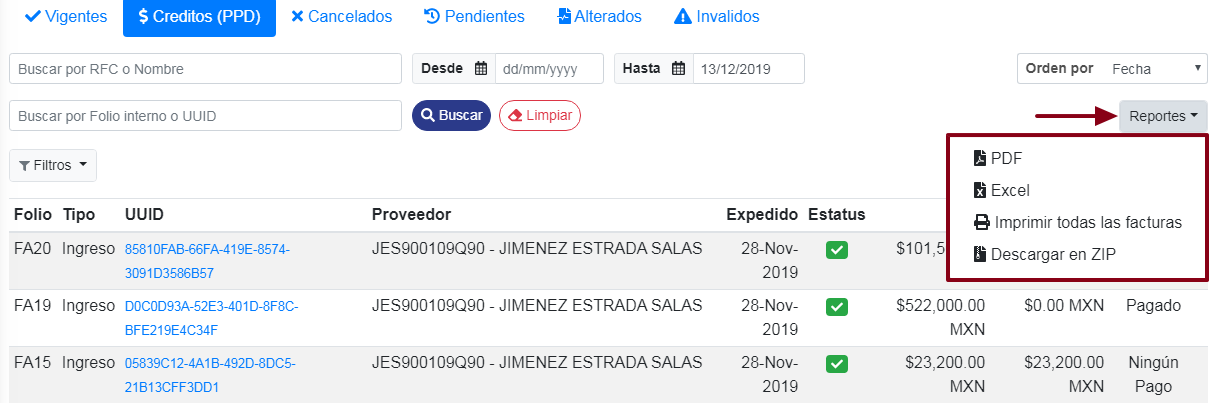 Vigentes
$ Creditos (PPD)
Cancelados
Pendientes
Alterados
Invalidos
Buscar por RFC o Nombre
Desde dd/mm/yyyy
Hasta 13/12/2019
Orden por Fecha
Buscar por Folio interno o UUID
Buscar
Limpiar
Reportes
PDF
Excel
Imprimir todas las facturas
Descargar en ZIP
Filtros
Folio Tipo UUID Proveedor Expedido Estatus
FA20 Ingreso 85810FAB-66FA-419E-8574- JES900109Q90 - JIMENEZ ESTRADA SALAS 28-Nov- $101,5
3091D3586B57 2019
FA19 Ingreso D0C0D93A-52E3-401D-8F8C- JES900109Q90 - JIMENEZ ESTRADA SALAS 28-Nov- $522,000.00 $0.00 MXN Pagado
BFE219E4C34F 2019 MXN
FA15 Ingreso 05839C12-4A1B-492D-8DC5- JES900109Q90 - JIMENEZ ESTRADA SALAS 28-Nov- $23,200.00 $23,200.00 Ningún
21B13CFF3DD1 2019 MXN MXN Pago